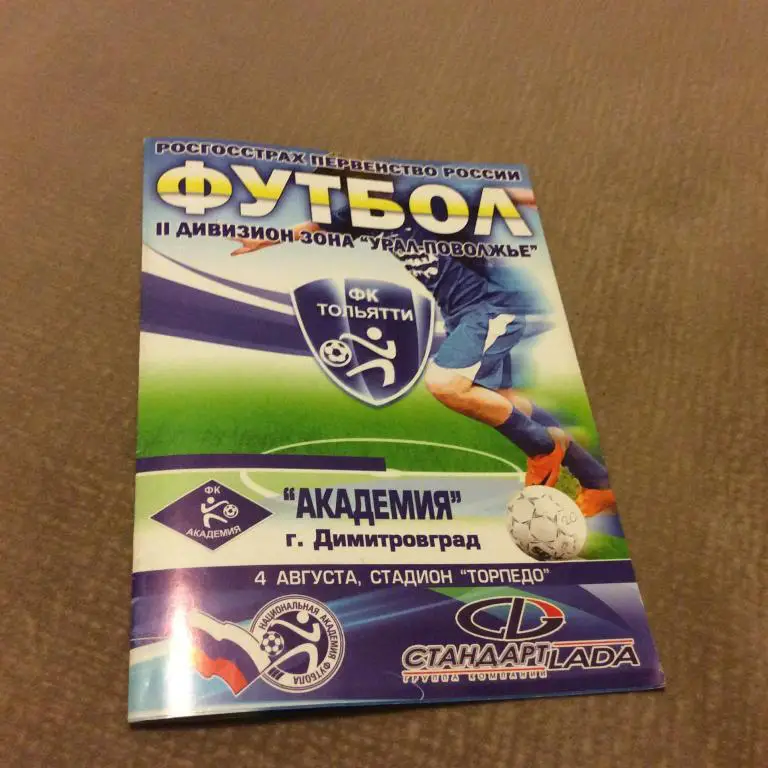 РОСГОССТРАХ ПЕРВЕНСТВО РОССИИ
ФУТБОЛ
II ДИВИЗИОН ЗОНА "УРАЛ-ПОВОЛЖЬЕ"
ФК
ТОЛЬЯТТИ
ФК
АКАДЕМИЯ
"АКАДЕМИЯ"
г. Димитровград
4 АВГУСТА, СТАДИОН "ТОРПЕДО"
НАЦИОНАЛЬНАЯ АКАДЕМИЯ ФУТБОЛА
СТАНДАРТ LADA
ГРУППА КОМПАНИЙ